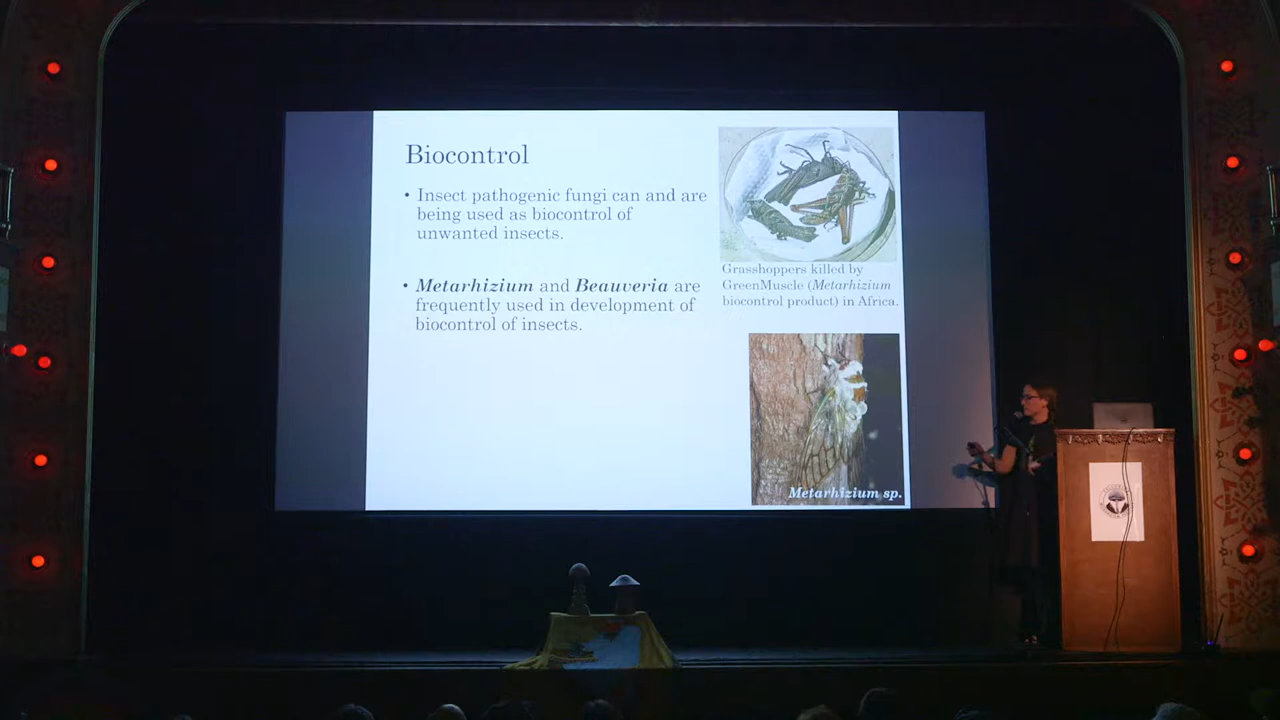 Biocontrol
• Insect pathogenic fungi can and are
being used as biocontrol of
unwanted insects.
• Metarhizium and Beauveria are
frequently used in development of
biocontrol of insects.
Grasshoppers killed by
GreenMuscle (Metarhizium
biocontrol product) in Africa.
Metarhizium sp.